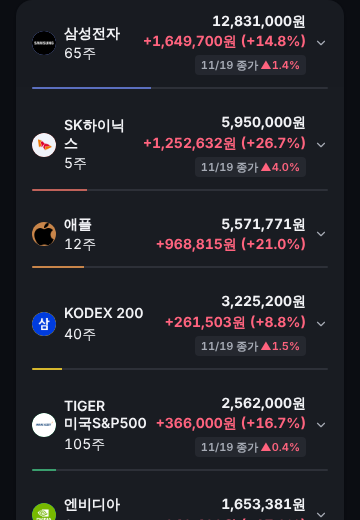 삼성전자
65주
12,831,000원
+1,649,700원 (+14.8%)
11/19 종가 ▲1.4%
SK하이닉
스
5주
5,950,000원
+1,252,632원 (+26.7%)
11/19 종가 ▲4.0%
애플
12주
5,571,771원
+968,815원 (+21.0%)
삼
KODEX 200
40주
3,225,200원
+261,503원 (+8.8%)
11/19 종가 ▲1.5%
TIGER
미국S&P500
105주
2,562,000원
+366,000원 (+16.7%)
11/19 종가 ▲0.4%
엔비디아
1,653,381원